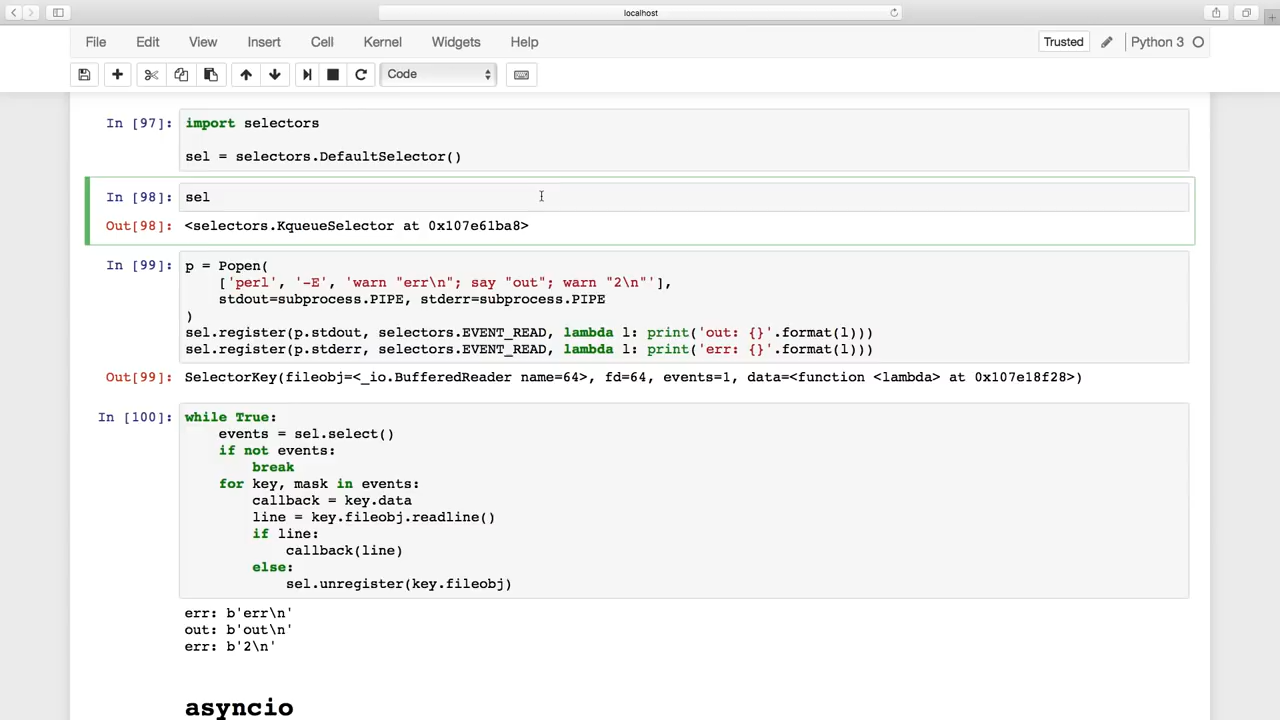 localhost
File Edit View Insert Cell Kernel Widgets Help Trusted Python 3
Code
In [97]: import selectors
sel = selectors.DefaultSelector()
In [98]: sel
Out[98]: <selectors.KqueueSelector at 0x107e61ba8>
In [99]: p = Popen(
['perl', '-E', 'warn "err\n"; say "out"; warn "2\n"'],
stdout=subprocess.PIPE, stderr=subprocess.PIPE
)
sel.register(p.stdout, selectors.EVENT_READ, lambda l: print('out: {}'.format(l)))
sel.register(p.stderr, selectors.EVENT_READ, lambda l: print('err: {}'.format(l)))
Out[99]: SelectorKey(fileobj=<_io.BufferedReader name=64>, fd=64, events=1, data=<function <lambda> at 0x107e18f28>)
In [100]: while True:
events = sel.select()
if not events:
break
for key, mask in events:
callback = key.data
line = key.fileobj.readline()
if line:
callback(line)
else:
sel.unregister(key.fileobj)
err: b'err\n'
out: b'out\n'
err: b'2\n'
asyncio